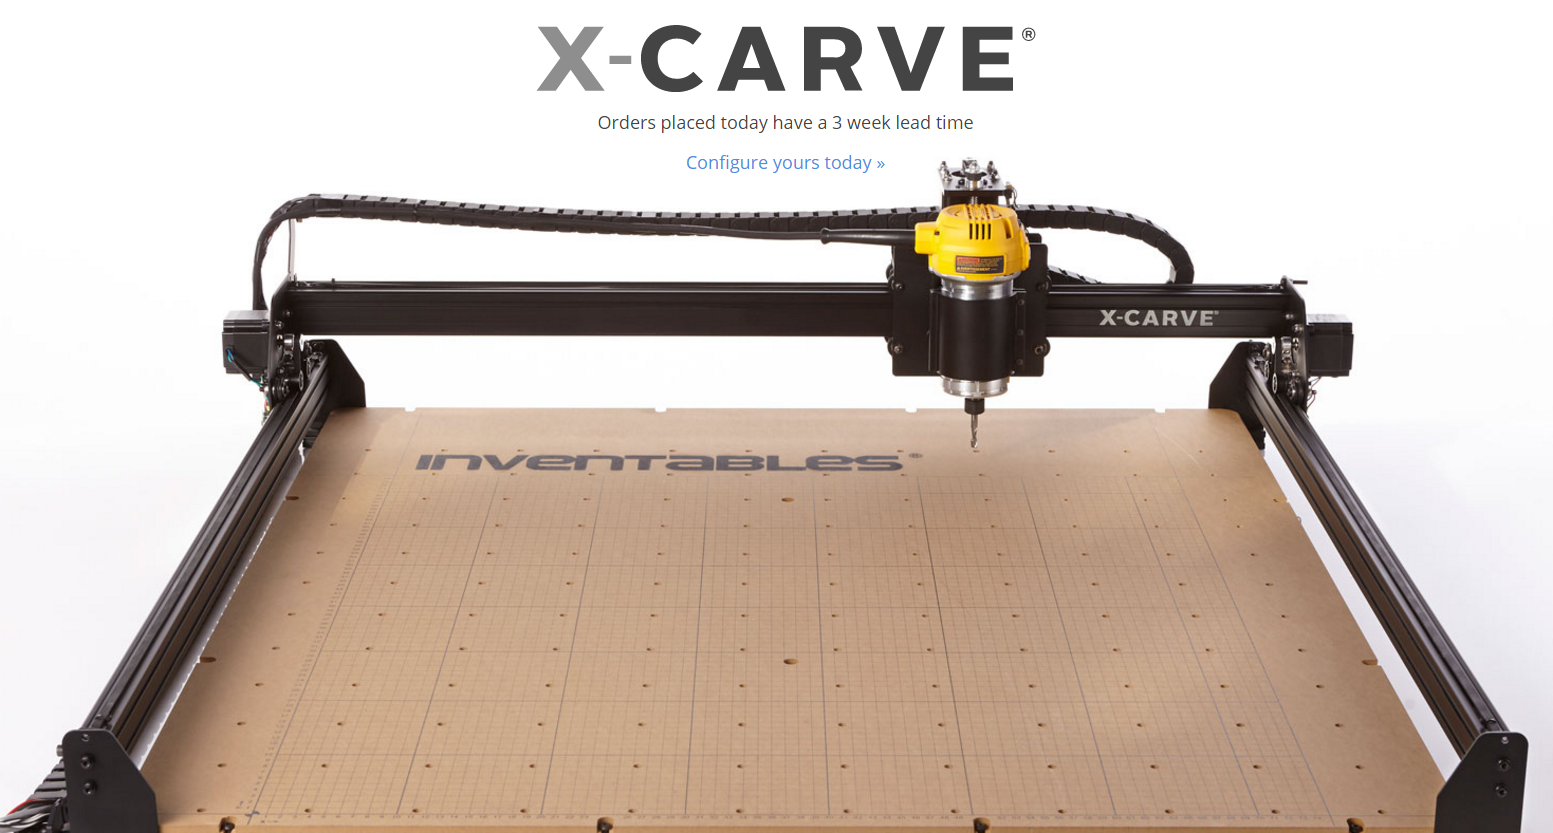 X-CARVE®
Orders placed today have a 3 week lead time
Configure yours today »
X-CARVE®
INVENTABLES®